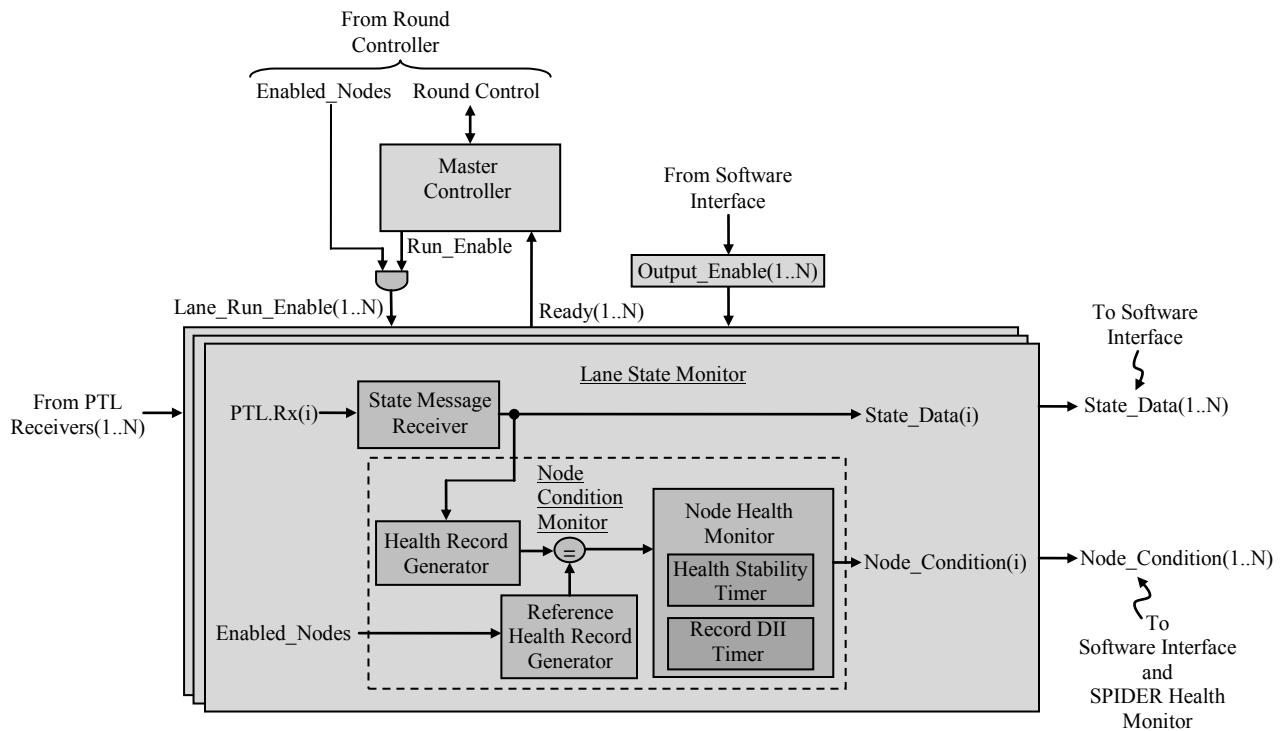 From Round
Controller
Enabled_Nodes
Round Control
Master
Controller
From Software
Interface
Run_Enable
Output_Enable(1..N)
Lane_Run_Enable(1..N)
Ready(1..N)
To Software
Interface
Lane State Monitor
From PTL
Receivers(1..N)
PTL.Rx(i)
State Message
Receiver
State_Data(i)
State_Data(1..N)
Node
Condition
Monitor
Health Record
Generator
=
Node Health
Monitor
Health Stability
Timer
Record DII
Timer
Node_Condition(i)
Node_Condition(1..N)
Enabled_Nodes
Reference
Health Record
Generator
To
Software Interface
and
SPIDER Health
Monitor